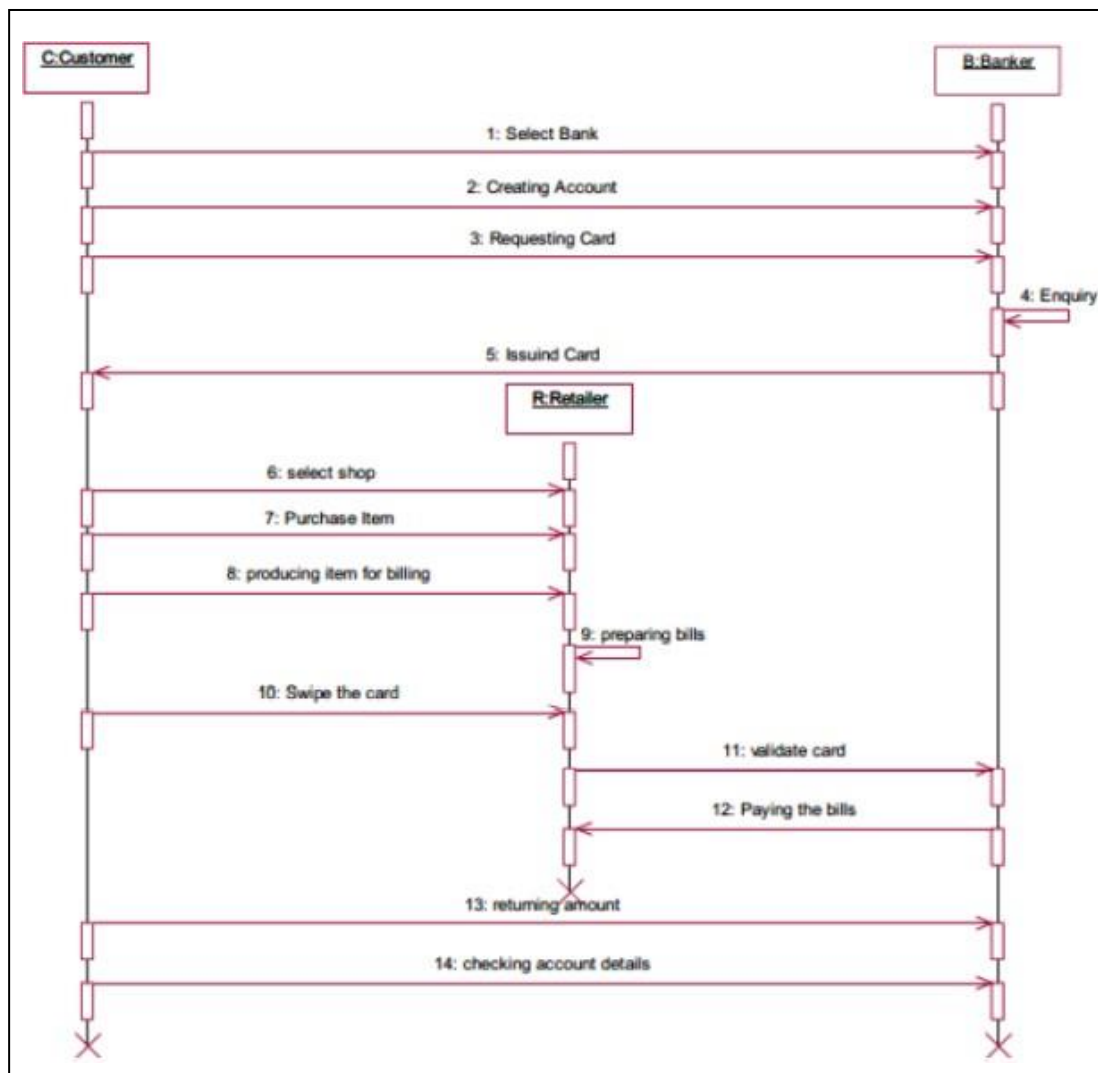 C:Customer
B:Banker
1: Select Bank
2: Creating Account
3: Requesting Card
4: Enquiry
5: Issuind Card
R:Retailer
6: select shop
7: Purchase Item
8: producing item for billing
9: preparing bills
10: Swipe the card
11: validate card
12: Paying the bills
13: returning amount
14: checking account details